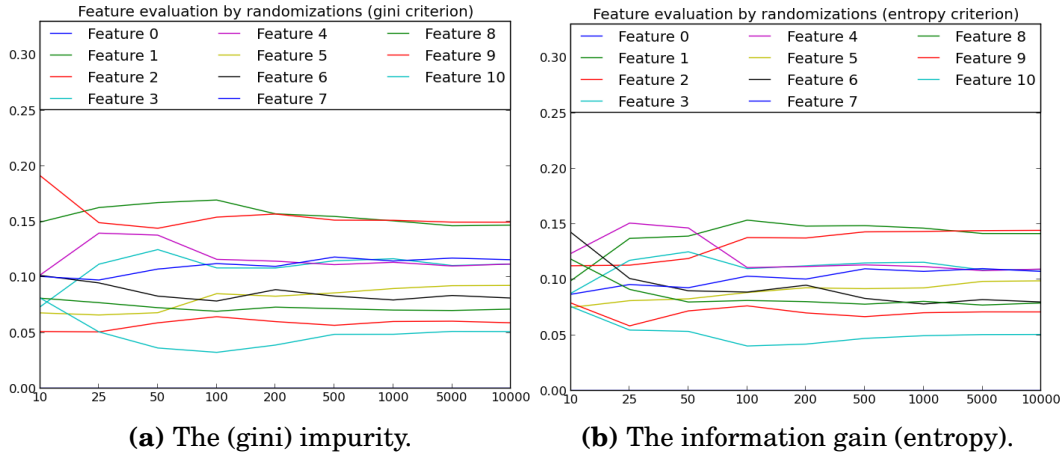 Feature evaluation by randomizations (gini criterion)
Feature 0
Feature 1
Feature 2
Feature 3
Feature 4
Feature 5
Feature 6
Feature 7
Feature 8
Feature 9
Feature 10
0.30
0.25
0.20
0.15
0.10
0.05
0.00
10 25 50 100 200 500 1000 5000 10000
(a) The (gini) impurity.
Feature evaluation by randomizations (entropy criterion)
Feature 0
Feature 1
Feature 2
Feature 3
Feature 4
Feature 5
Feature 6
Feature 7
Feature 8
Feature 9
Feature 10
0.30
0.25
0.20
0.15
0.10
0.05
0.00
10 25 50 100 200 500 1000 5000 10000
(b) The information gain (entropy).